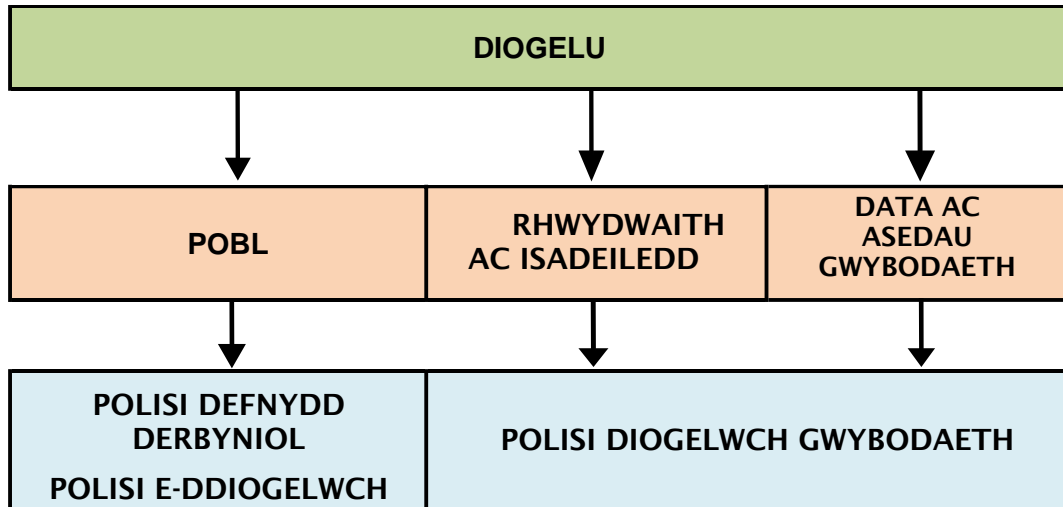 DIOGELU
POBL
RHWYDWAITH
AC ISADEILEDD
DATA AC
ASEDAU
GWYBODAETH
POLISI DEFNYDD
DERBYNIOL
POLISI E-DDIOGELWCH
POLISI DIOGELWCH GWYBODAETH